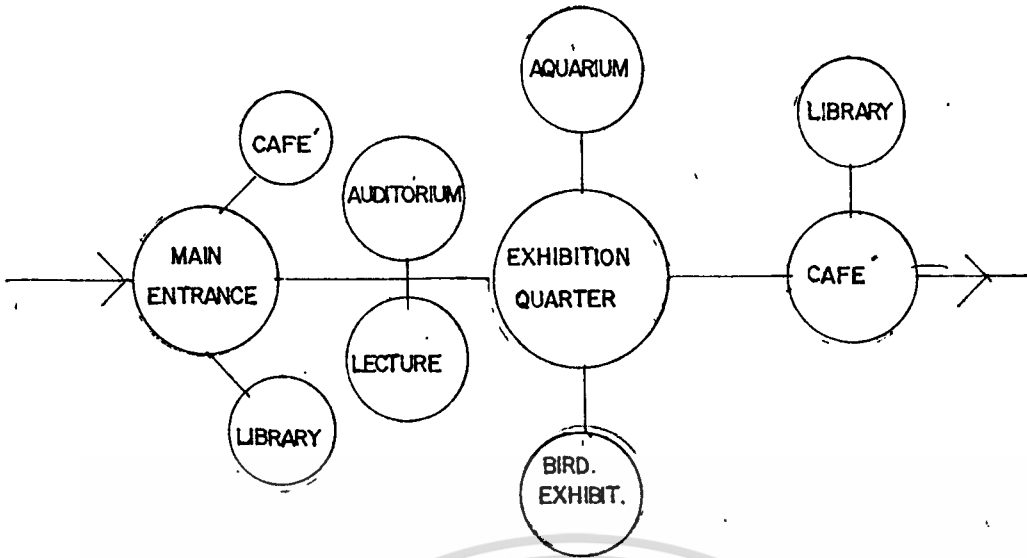 CAFE´
MAIN
ENTRANCE
LIBRARY
AUDITORIUM
LECTURE
AQUARIUM
EXHIBITION
QUARTER
BIRD.
EXHIBIT.
LIBRARY
CAFE´